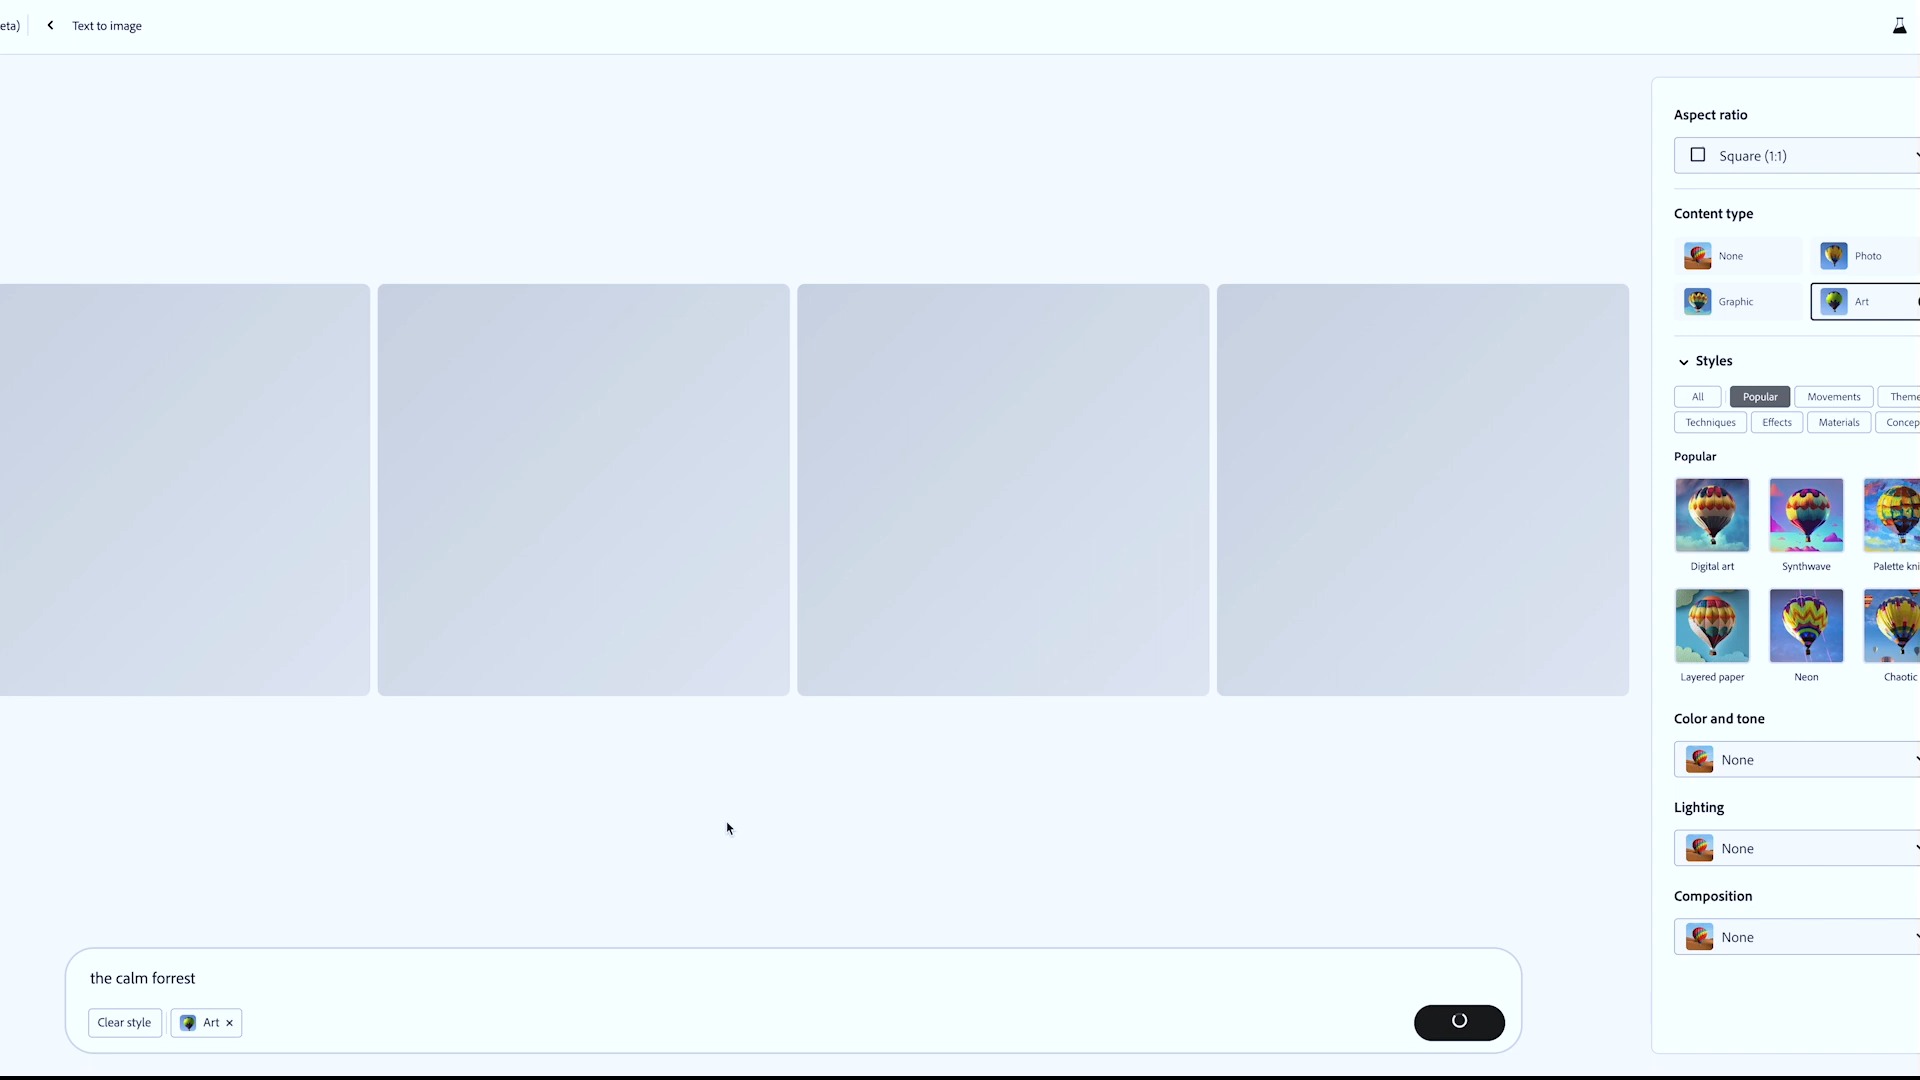 eta)
Text to image
Aspect ratio
Square (1:1)
Content type
None
Photo
Graphic
Art
Styles
All
Popular
Movements
Theme
Techniques
Effects
Materials
Concep
Popular
Digital art
Synthwave
Palette kni
Layered paper
Neon
Chaotic
Color and tone
None
Lighting
None
Composition
None
the calm forrest
Clear style
Art